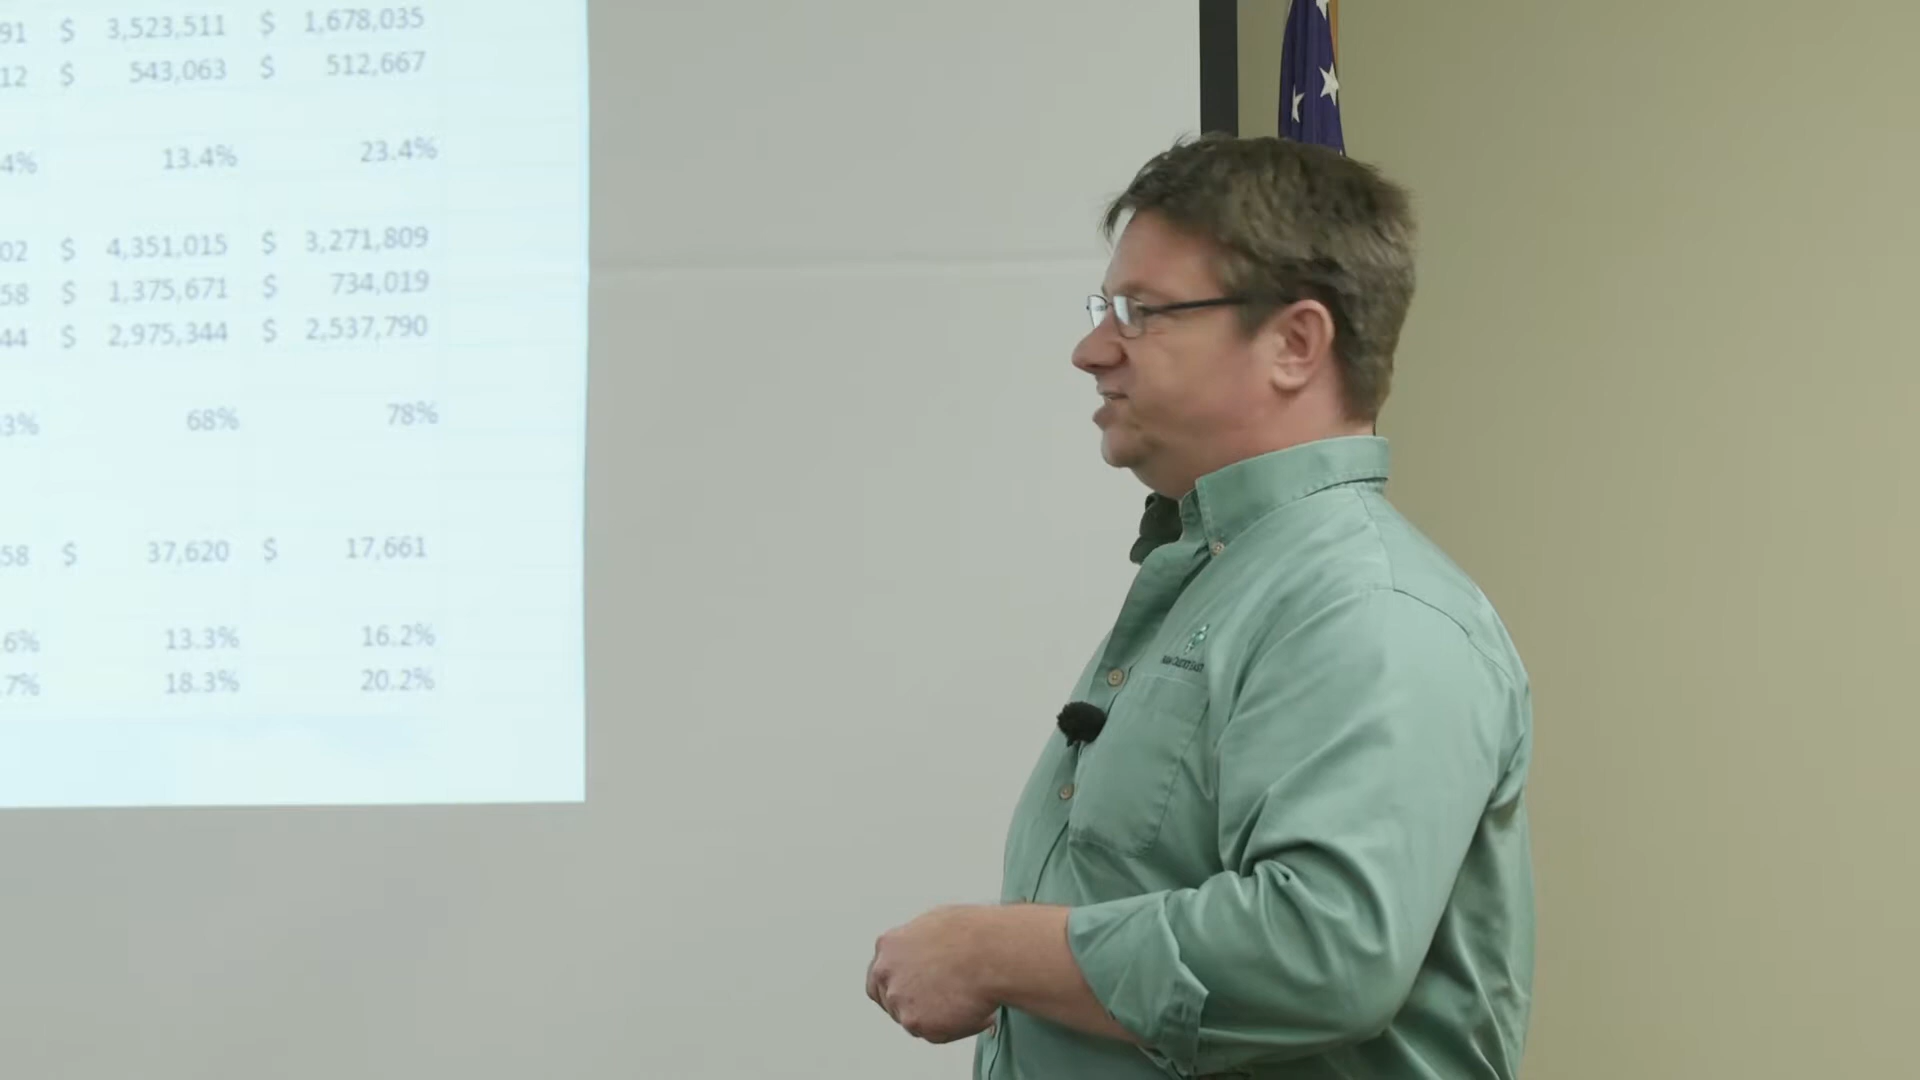 91 $ 3,523,511 $ 1,678,035
12 $ 543,063 $ 512,667
4% 13.4% 23.4%
02 $ 4,351,015 $ 3,271,809
58 $ 1,375,671 $ 734,019
44 $ 2,975,344 $ 2,537,790
3% 68% 78%
58 $ 37,620 $ 17,661
6% 13.3% 16.2%
.7% 18.3% 20.2%